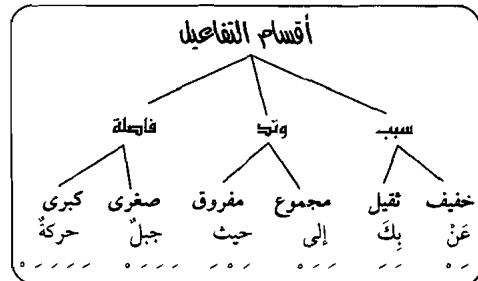 أقسام التفاعيل
سبب وتد فاصلة
خفيف ثقيل مجموع مفروق صغرى كبرى
عَنْ بِكَ إلى حيث جبلٌ حركةٌ